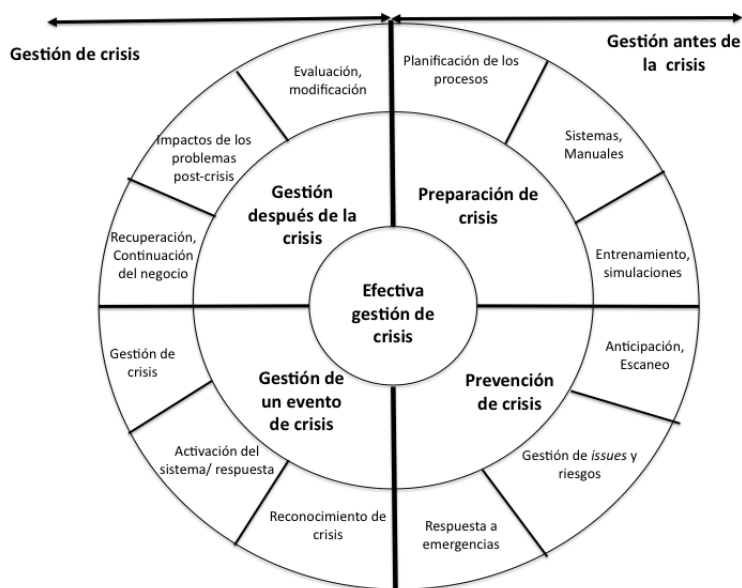 Gestión de crisis
Gestión antes de
la crisis
Evaluación,
modificación
Planificación de los
procesos
Impactos de los
problemas
post-crisis
Sistemas,
Manuales
Gestión
después de la
crisis
Preparación de
crisis
Recuperación,
Continuación
del negocio
Entrenamiento,
simulaciones
Efectiva
gestión de
crisis
Gestión de
crisis
Anticipación,
Escaneo
Gestión de
un evento
de crisis
Prevención
de crisis
Activación del
sistema/ respuesta
Gestión de issues y
riesgos
Reconocimiento de
crisis
Respuesta a
emergencias